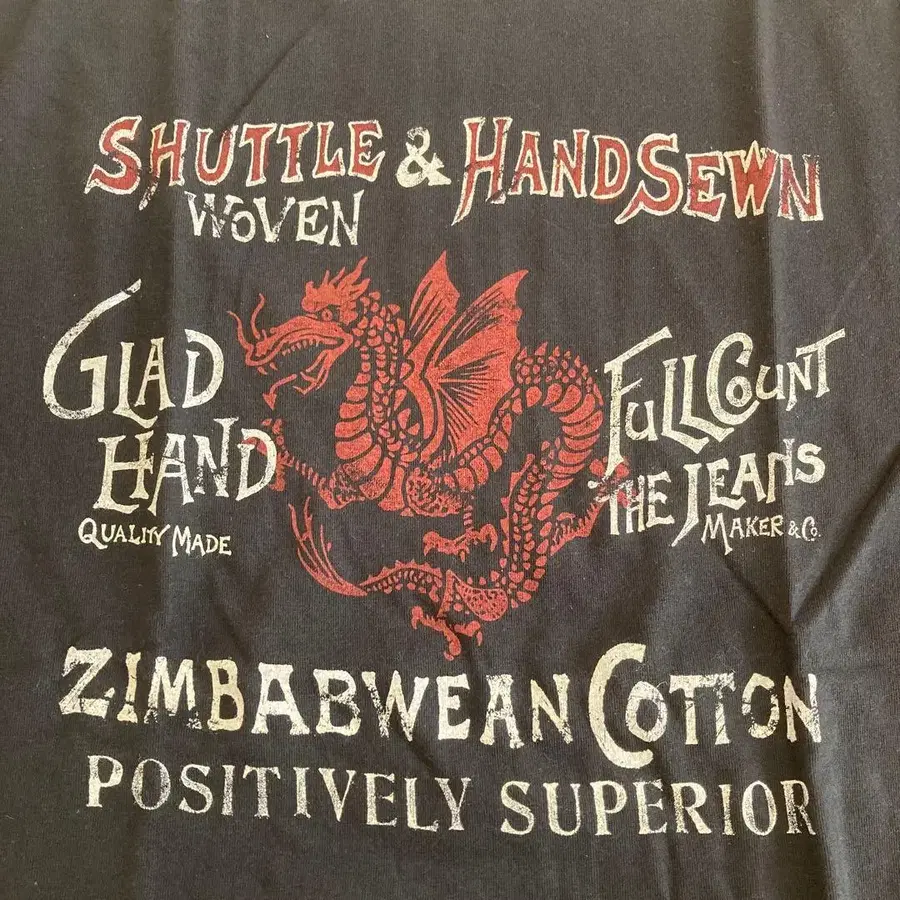 SHUTTLE & HANDSEWN
WOVEN
GLAD
HAND
QUALITY MADE
FULLCOUNT
THE JEANS
MAKER & Co.
ZIMBABWEAN COTTON
POSITIVELY SUPERIOR